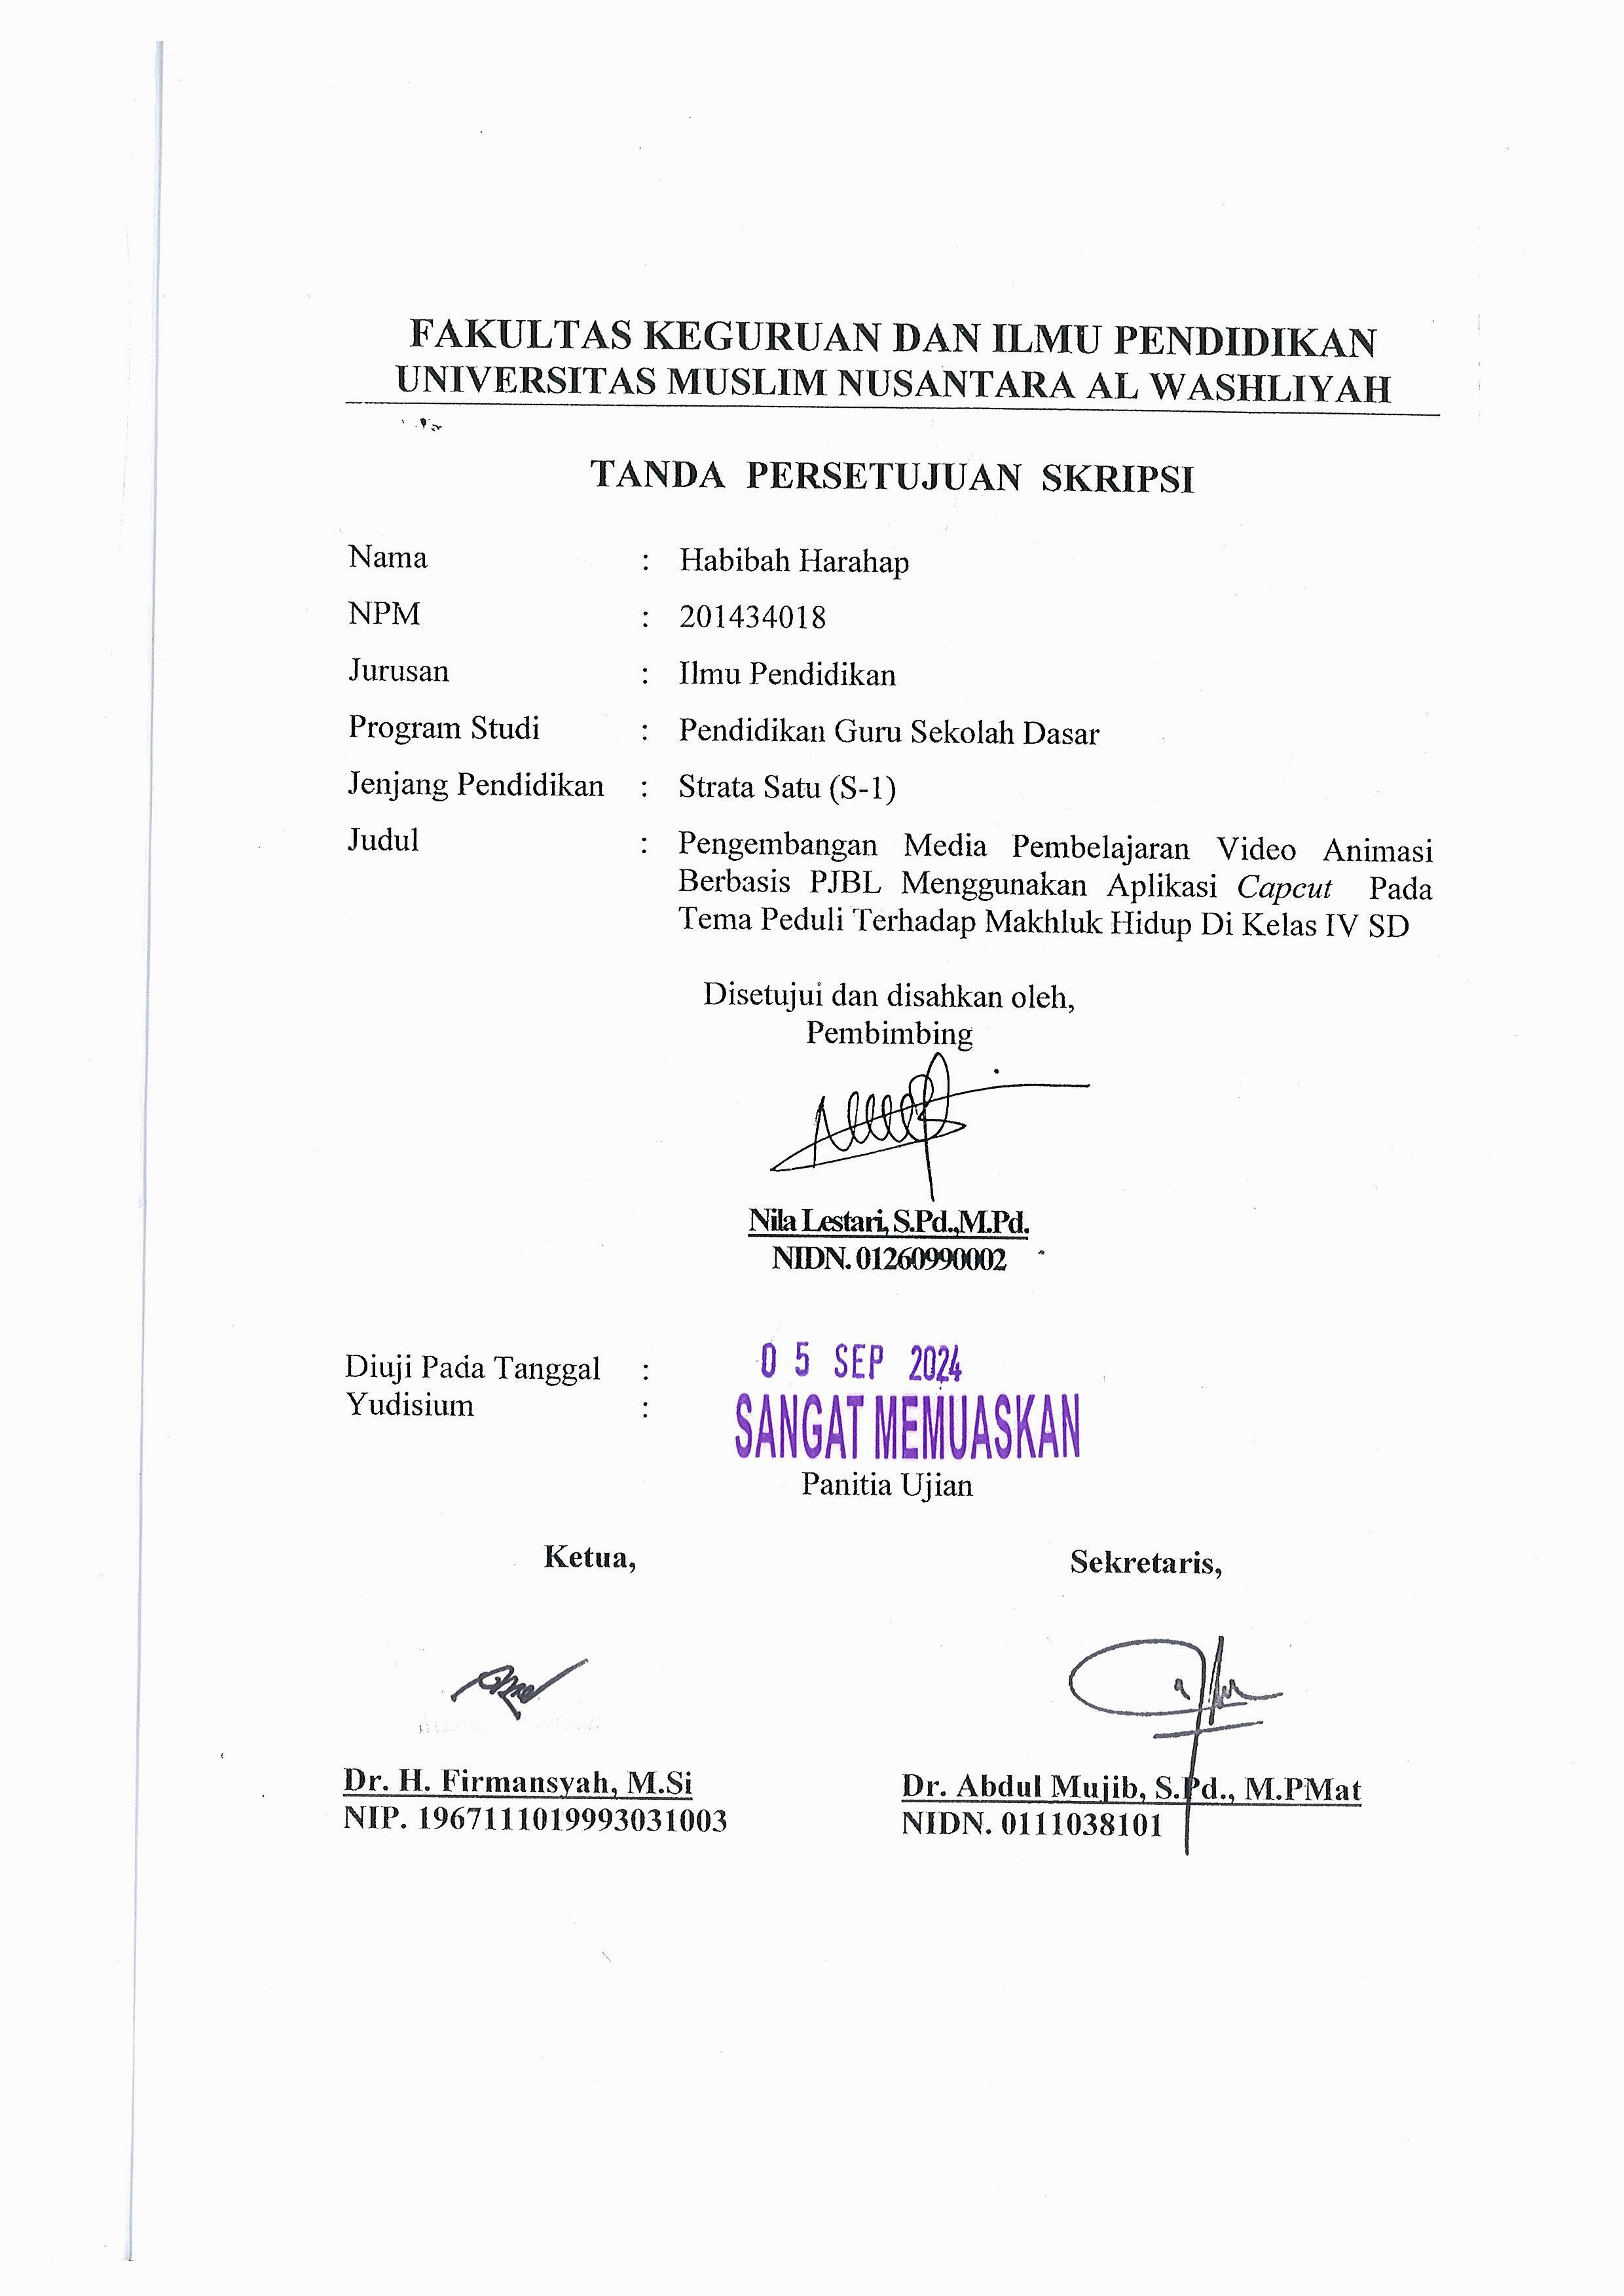 FAKULTAS KEGURUAN DAN ILMU PENDIDIKAN
UNIVERSITAS MUSLIM NUSANTARA AL WASHLIYAH
TANDA PERSETUJUAN SKRIPSI
Nama : Habibah Harahap
NPM : 201434018
Jurusan : Ilmu Pendidikan
Program Studi : Pendidikan Guru Sekolah Dasar
Jenjang Pendidikan : Strata Satu (S-1)
Judul : Pengembangan Media Pembelajaran Video Animasi
Berbasis PJBL Menggunakan Aplikasi Capcut Pada
Tema Peduli Terhadap Makhluk Hidup Di Kelas IV SD
Disetujui dan disahkan oleh,
Pembimbing
Nila Lestari, S.Pd.,M.Pd.
NIDN. 01260990002
Diuji Pada Tanggal : 05 SEP 2024
Yudisium : SANGAT MEMUASKAN
Panitia Ujian
Ketua, Sekretaris,
Dr. H. Firmansyah, M.Si Dr. Abdul Mujib, S.Pd., M.PMat
NIP. 1967111019993031003 NIDN. 0111038101